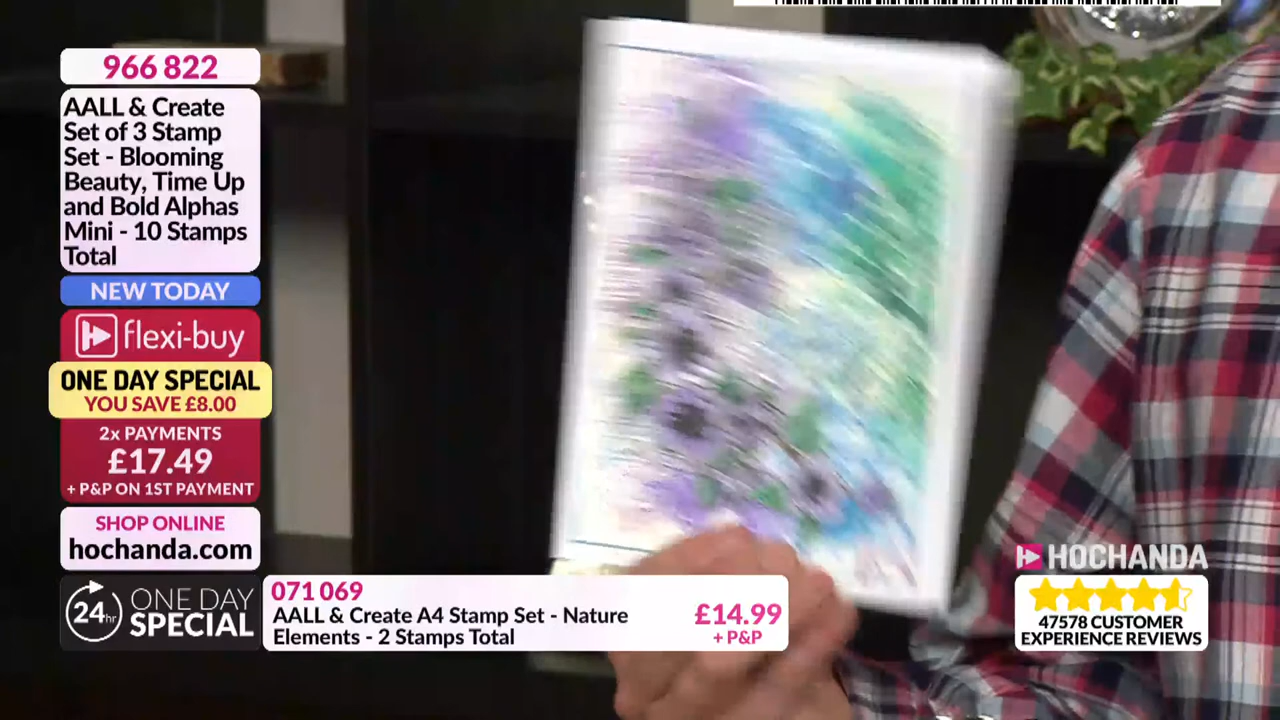 966 822
AALL & Create
Set of 3 Stamp
Set - Blooming
Beauty, Time Up
and Bold Alphas
Mini - 10 Stamps
Total
NEW TODAY
flexi-buy
ONE DAY SPECIAL
YOU SAVE £8.00
2x PAYMENTS
£17.49
+ P&P ON 1ST PAYMENT
SHOP ONLINE
hochanda.com
24hr ONE DAY
SPECIAL
071 069
AALL & Create A4 Stamp Set - Nature
Elements - 2 Stamps Total
£14.99
+ P&P
HOCHANDA
47578 CUSTOMER
EXPERIENCE REVIEWS